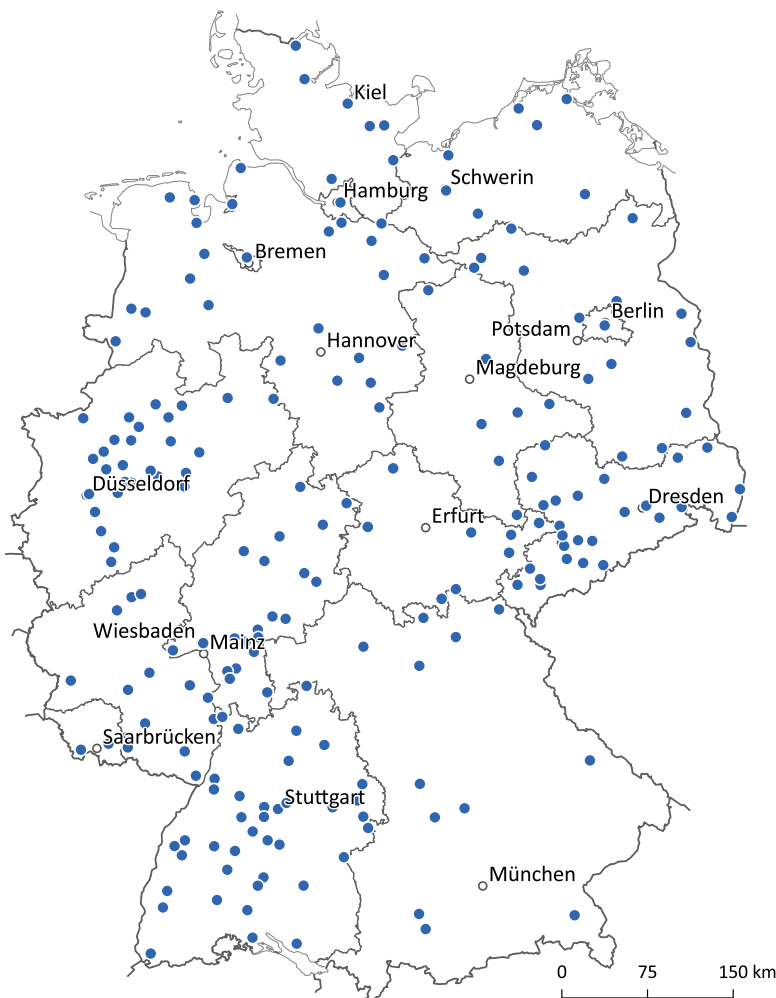 Kiel
Schwerin
Hamburg
Bremen
Berlin
Potsdam
Hannover
Magdeburg
Düsseldorf
Dresden
Erfurt
Wiesbaden
Mainz
Saarbrücken
Stuttgart
München
0 75 150 km